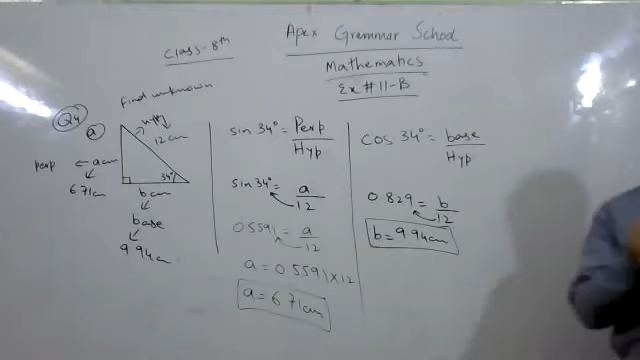 Class-8th
Apex Grammar School
Mathematics
Ex # 11-B
Find unknown
Q4
a
Hyp
12cm
perp
a cm
6.71cm
34°
b cm
base
9.94cm
sin 34° = Perp
Hyp
sin 34° = a
12
0.5591 = a
12
a = 0.5591 x 12
a = 6.71cm
cos 34° = base
Hyp
0.829 = b
12
b = 9.94cm